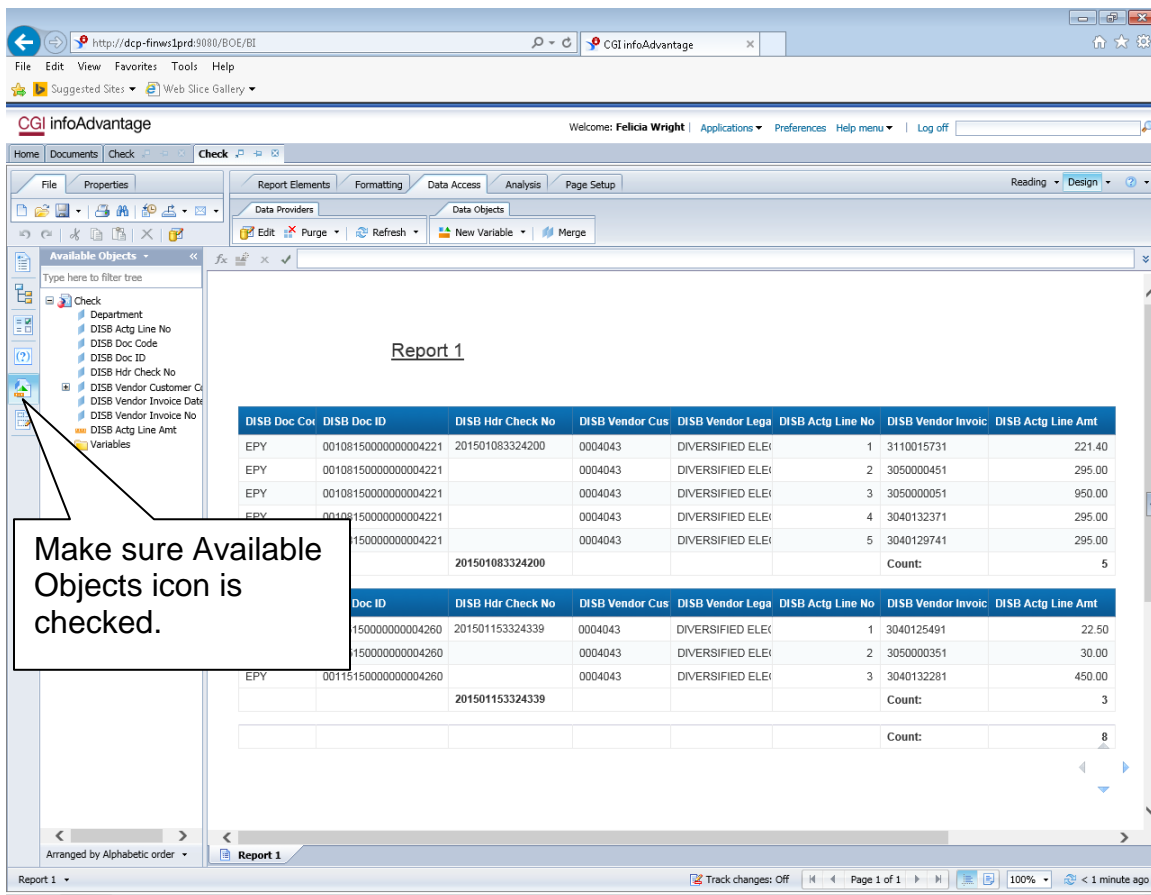 http://dcp-finws1prd:9080/BOE/BI
CGI infoAdvantage
File Edit View Favorites Tools Help
Suggested Sites Web Slice Gallery
CGI infoAdvantage
Welcome: Felicia Wright | Applications Preferences Help menu | Log off
Home Documents Check Check
File Properties Report Elements Formatting Data Access Analysis Page Setup Reading Design
Data Providers Data Objects
Edit Purge Refresh New Variable Merge
Available Objects
Type here to filter tree
Check
Department
DISB Actg Line No
DISB Doc Code
DISB Doc ID
DISB Hdr Check No
DISB Vendor Customer
DISB Vendor Invoice Date
DISB Vendor Invoice No
DISB Actg Line Amt
Variables
Report 1
DISB Doc DISB Doc ID DISB Hdr Check No DISB Vendor Cus DISB Vendor Lega DISB Actg Line No DISB Vendor Invoic DISB Actg Line Amt
EPY 00108150000000004221 201501083324200 0004043 DIVERSIFIED 1 3110015731 221.40
EPY 00108150000000004221 0004043 DIVERSIFIED 2 3050000451 295.00
EPY 00108150000000004221 0004043 DIVERSIFIED 3 3050000051 950.00
EPY 00108150000000004221 0004043 DIVERSIFIED 4 3040132371 295.00
150000000004221 0004043 DIVERSIFIED 5 3040129741 295.00
201501083324200 Count: 5
Doc ID DISB Hdr Check No DISB Vendor Cus DISB Vendor Lega DISB Actg Line No DISB Vendor Invoic DISB Actg Line Amt
150000000004260 201501153324339 0004043 DIVERSIFIED 1 3040125491 22.50
150000000004260 0004043 DIVERSIFIED 2 3050000351 30.00
EPY 00115150000000004260 0004043 DIVERSIFIED 3 3040132281 450.00
201501153324339 Count: 3
Count: 8
Make sure Available
Objects icon is
checked.
Arranged by Alphabetic order
Report 1
Report 1
Track changes: Off Page 1 of 1 100% < 1 minute ago